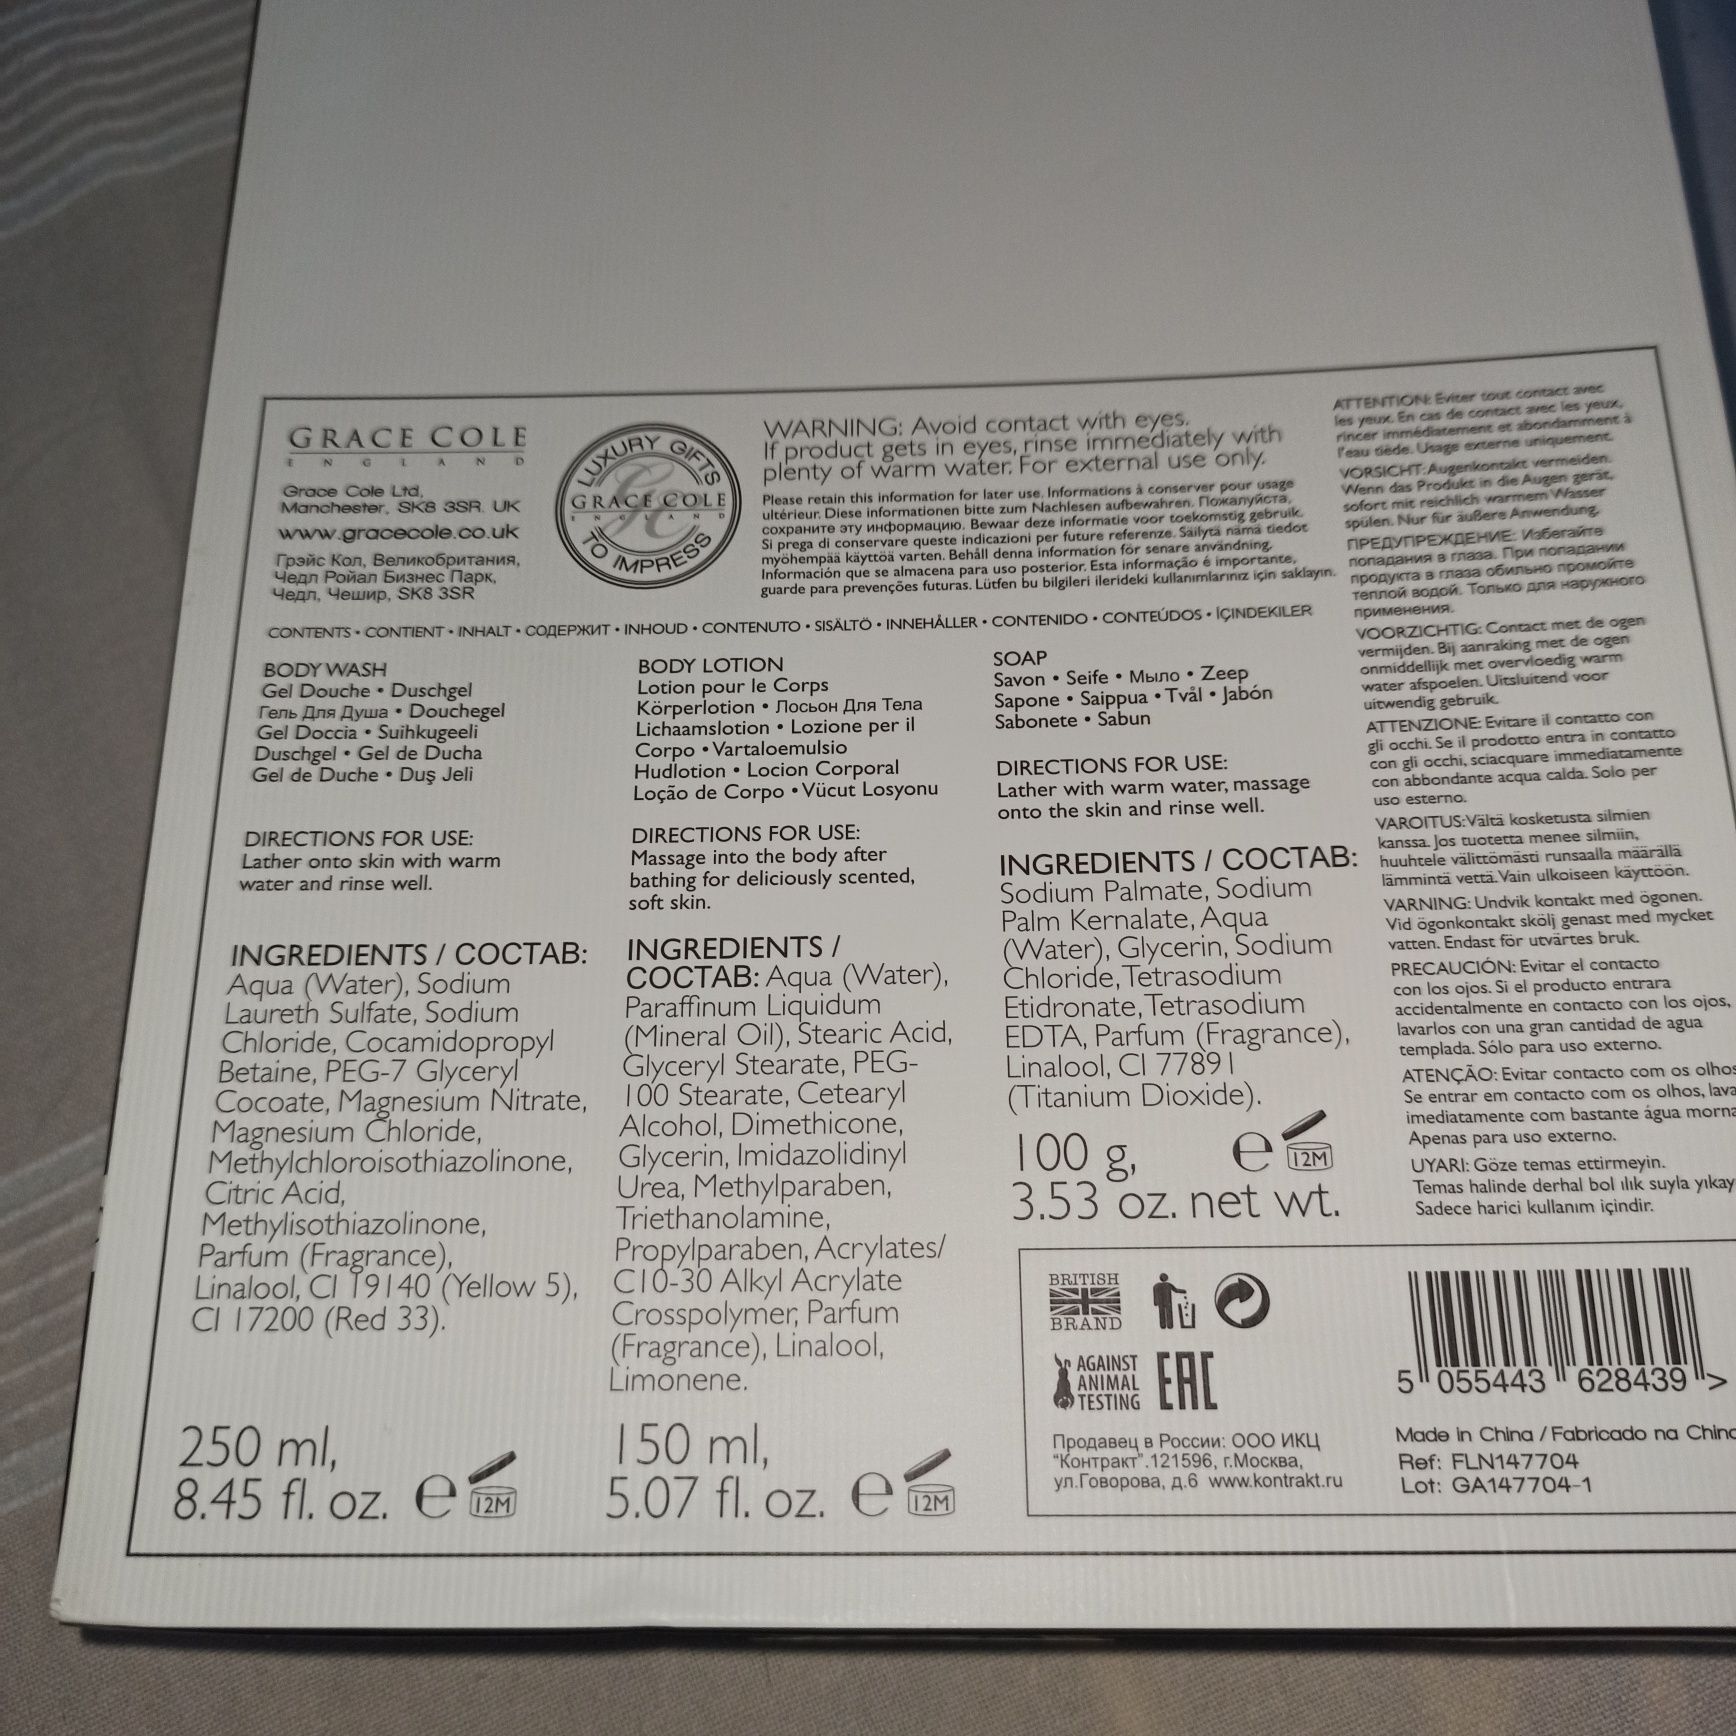 GRACE COLE
ENGLAND
Grace Cole Ltd,
Manchester, SK8 3SR. UK
www.gracecole.co.uk
Грэйс Кол, Великобритания,
Чедл Ройал Бизнес Парк,
Чедл, Чешир, SK8 3SR
LUXURY GIFTS
GRACE COLE
ENGLAND
TO IMPRESS
WARNING: Avoid contact with eyes.
If product gets in eyes, rinse immediately with
plenty of warm water. For external use only.
Please retain this information for later use. Informations à conserver pour usage
ultérieur. Diese informationen bitte zum Nachlesen aufbewahren. Пожалуйста,
сохраните эту информацию. Bewaar deze informatie voor toekomstig gebruik.
Si prega di conservare queste indicazioni per future referenze. Säilytä nämä tiedot
myöhempää käyttöä varten. Behåll denna information för senare användning.
Información que se almacena para uso posterior. Esta informação é importante,
guarde para prevenções futuras. Lütfen bu bilgileri ilerideki kullanımlarınız için saklayın.
CONTENTS • CONTIENT • INHALT • СОДЕРЖИТ • INHOUD • CONTENUTO • SISÄLTÖ • INNEHÅLLER • CONTENIDO • CONTEÚDOS • İÇINDEKILER
BODY WASH
Gel Douche • Duschgel
Гель Для Душа • Douchegel
Gel Doccia • Suihkugeeli
Duschgel • Gel de Ducha
Gel de Duche • Duş Jeli
DIRECTIONS FOR USE:
Lather onto skin with warm
water and rinse well.
INGREDIENTS / СОСТАВ:
Aqua (Water), Sodium
Laureth Sulfate, Sodium
Chloride, Cocamidopropyl
Betaine, PEG-7 Glyceryl
Cocoate, Magnesium Nitrate,
Magnesium Chloride,
Methylchloroisothiazolinone,
Citric Acid,
Methylisothiazolinone,
Parfum (Fragrance),
Linalool, CI 19140 (Yellow 5),
CI 17200 (Red 33).
250 ml,
8.45 fl. oz. e 12M
BODY LOTION
Lotion pour le Corps
Körperlotion • Лосьон Для Тела
Lichaamslotion • Lozione per il
Corpo • Vartaloemulsio
Hudlotion • Locion Corporal
Loção de Corpo • Vücut Losyonu
DIRECTIONS FOR USE:
Massage into the body after
bathing for deliciously scented,
soft skin.
INGREDIENTS /
СОСТАВ: Aqua (Water),
Paraffinum Liquidum
(Mineral Oil), Stearic Acid,
Glyceryl Stearate, PEG-
100 Stearate, Cetearyl
Alcohol, Dimethicone,
Glycerin, Imidazolidinyl
Urea, Methylparaben,
Triethanolamine,
Propylparaben, Acrylates/
C10-30 Alkyl Acrylate
Crosspolymer, Parfum
(Fragrance), Linalool,
Limonene.
150 ml,
5.07 fl. oz. e 12M
SOAP
Savon • Seife • Мыло • Zeep
Sapone • Saippua • Tvål • Jabón
Sabonete • Sabun
DIRECTIONS FOR USE:
Lather with warm water, massage
onto the skin and rinse well.
INGREDIENTS / СОСТАВ:
Sodium Palmate, Sodium
Palm Kernalate, Aqua
(Water), Glycerin, Sodium
Chloride, Tetrasodium
Etidronate, Tetrasodium
EDTA, Parfum (Fragrance),
Linalool, CI 77891
(Titanium Dioxide).
100 g, e 12M
3.53 oz. net wt.
ATTENTION: Eviter tout contact avec
les yeux. En cas de contact avec les yeux,
rincer immédiatement et abondamment à
l'eau tiède. Usage externe uniquement.
VORSICHT: Augenkontakt vermeiden.
Wenn das Produkt in die Augen gerät,
sofort mit reichlich warmem Wasser
spülen. Nur für äußere Anwendung.
ПРЕДУПРЕЖДЕНИЕ: Избегайте
попадания в глаза. При попадании
продукта в глаза обильно промойте
теплой водой. Только для наружного
применения.
VOORZICHTIG: Contact met de ogen
vermijden. Bij aanraking met de ogen
onmiddellijk met overvloedig warm
water afspoelen. Uitsluitend voor
uitwendig gebruik.
ATTENZIONE: Evitare il contatto con
gli occhi. Se il prodotto entra in contatto
con gli occhi, sciacquare immediatamente
con abbondante acqua calda. Solo per
uso esterno.
VAROITUS: Vältä kosketusta silmien
kanssa. Jos tuotetta menee silmiin,
huuhtele välittömästi runsaalla määrällä
lämmintä vettä. Vain ulkoiseen käyttöön.
VARNING: Undvik kontakt med ögonen.
Vid ögonkontakt skölj genast med mycket
vatten. Endast för utvärtes bruk.
PRECAUCIÓN: Evitar el contacto
con los ojos. Si el producto entrara
accidentalmente en contacto con los ojos,
lavarlos con una gran cantidad de agua
templada. Sólo para uso externo.
ATENÇÃO: Evitar contacto com os olhos
Se entrar em contacto com os olhos, lava
imediatamente com bastante água morna
Apenas para uso externo.
UYARI: Göze temas ettirmeyin.
Temas halinde derhal bol ılık suyla yıkay
Sadece harici kullanım içindir.
BRITISH
BRAND
AGAINST
ANIMAL
TESTING
EAC
Продавец в России: ООО ИКЦ
"Контракт".121596, г.Москва,
ул.Говорова, д.6 www.kontrakt.ru
5 055443 628439 >
Made in China / Fabricado na China
Ref: FLN147704
Lot: GA147704-1